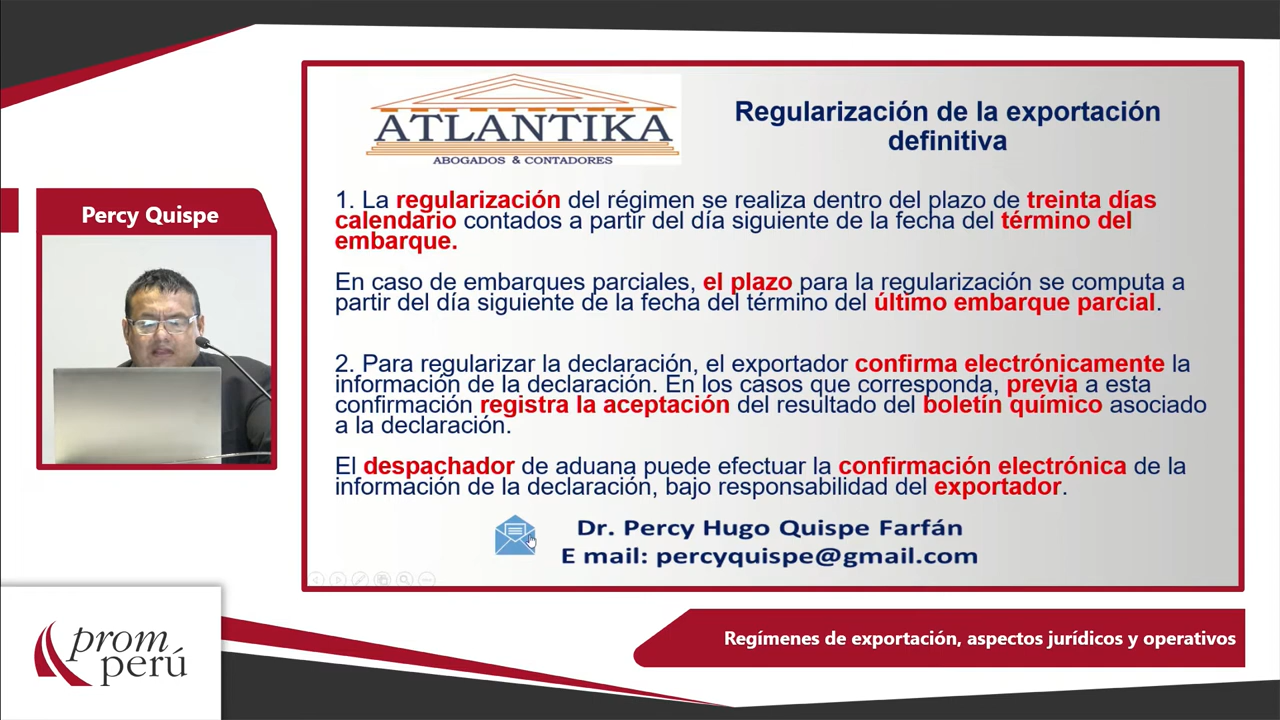 ATLANTIKA
ABOGADOS & CONTADORES
Regularización de la exportación
definitiva
Percy Quispe
1. La regularización del régimen se realiza dentro del plazo de treinta días
calendario contados a partir del día siguiente de la fecha del término del
embarque.
En caso de embarques parciales, el plazo para la regularización se computa a
partir del día siguiente de la fecha del término del último embarque parcial.
2. Para regularizar la declaración, el exportador confirma electrónicamente la
información de la declaración. En los casos que corresponda, previa a esta
confirmación registra la aceptación del resultado del boletín químico asociado
a la declaración.
El despachador de aduana puede efectuar la confirmación electrónica de la
información de la declaración, bajo responsabilidad del exportador.
Dr. Percy Hugo Quispe Farfán
E mail: percyquispe@gmail.com
Regímenes de exportación, aspectos jurídicos y operativos
prom
perú